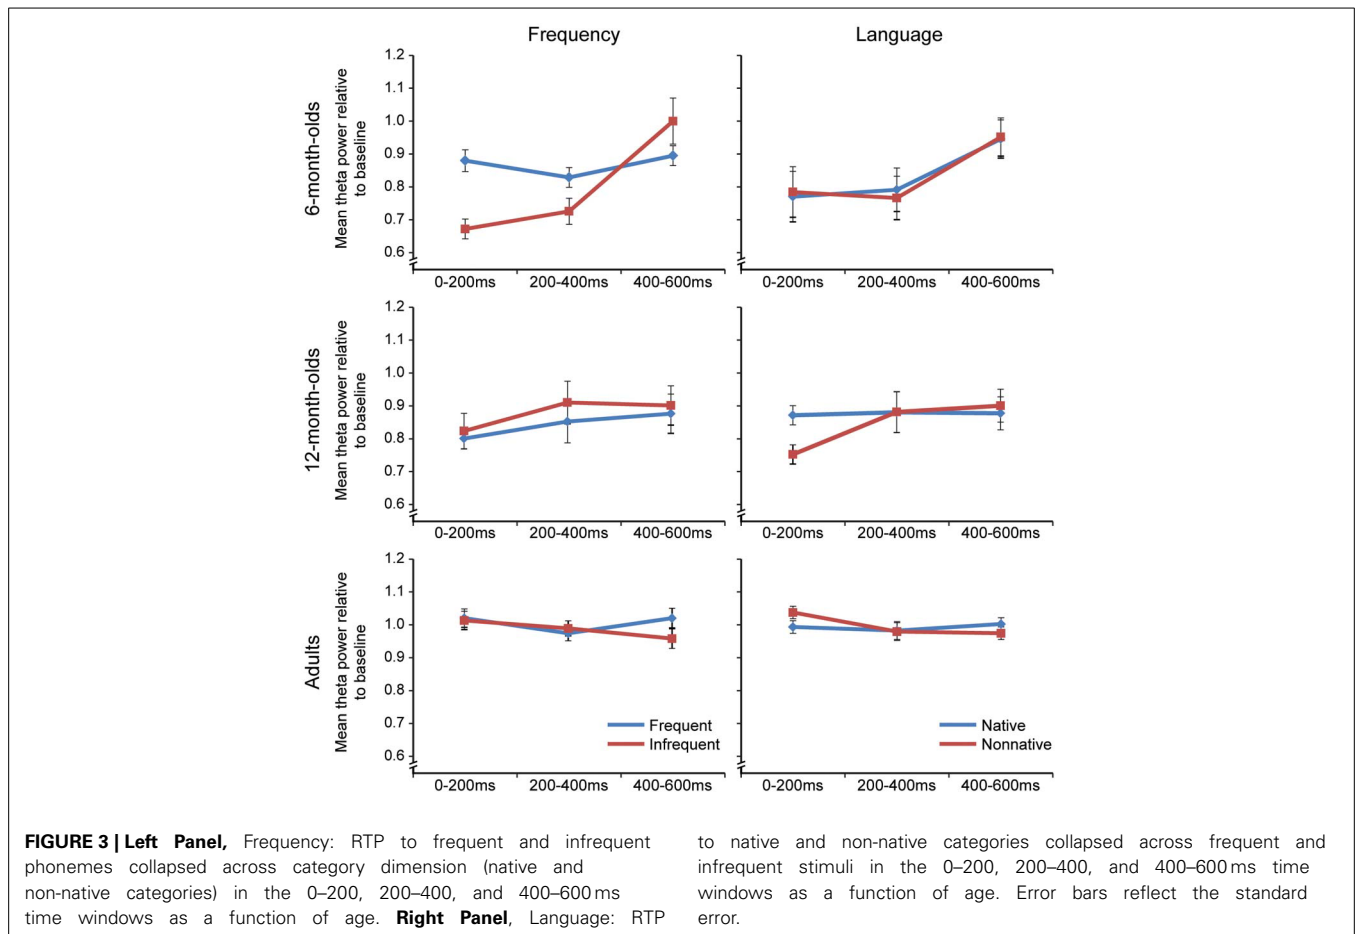 Frequency
Language
6-month-olds
Mean theta power relative
to baseline
1.2
1.1
1.0
0.9
0.8
0.7
0.6
0-200ms
200-400ms
400-600ms
0-200ms
200-400ms
400-600ms
12-month-olds
Mean theta power relative
to baseline
1.2
1.1
1.0
0.9
0.8
0.7
0.6
0-200ms
200-400ms
400-600ms
0-200ms
200-400ms
400-600ms
Adults
Mean theta power relative
to baseline
1.2
1.1
1.0
0.9
0.8
0.7
0.6
Frequent
Infrequent
Native
Nonnative
0-200ms
200-400ms
400-600ms
0-200ms
200-400ms
400-600ms
FIGURE 3 | Left Panel, Frequency: RTP to frequent and infrequent
phonemes collapsed across category dimension (native and
non-native categories) in the 0–200, 200–400, and 400–600 ms
time windows as a function of age. Right Panel, Language: RTP
to native and non-native categories collapsed across frequent and
infrequent stimuli in the 0–200, 200–400, and 400–600 ms time
windows as a function of age. Error bars reflect the standard
error.